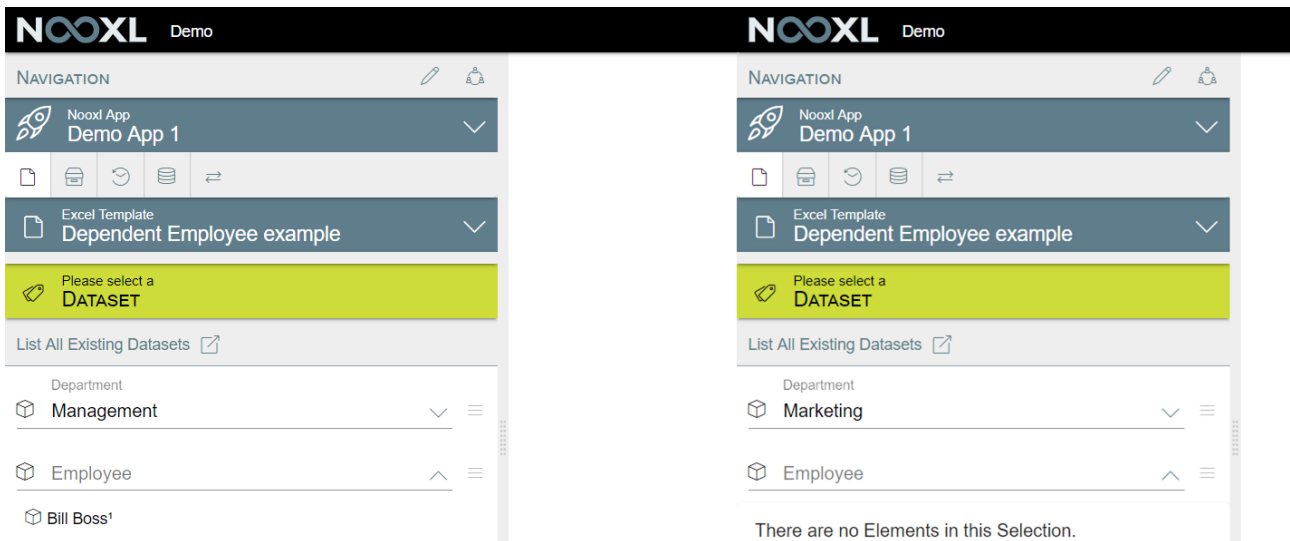 NOOXL Demo
NAVIGATION
Nooxl App
Demo App 1
Excel Template
Dependent Employee example
Please select a
DATASET
List All Existing Datasets
Department
Management
Employee
Bill Boss¹
NOOXL Demo
NAVIGATION
Nooxl App
Demo App 1
Excel Template
Dependent Employee example
Please select a
DATASET
List All Existing Datasets
Department
Marketing
Employee
There are no Elements in this Selection.